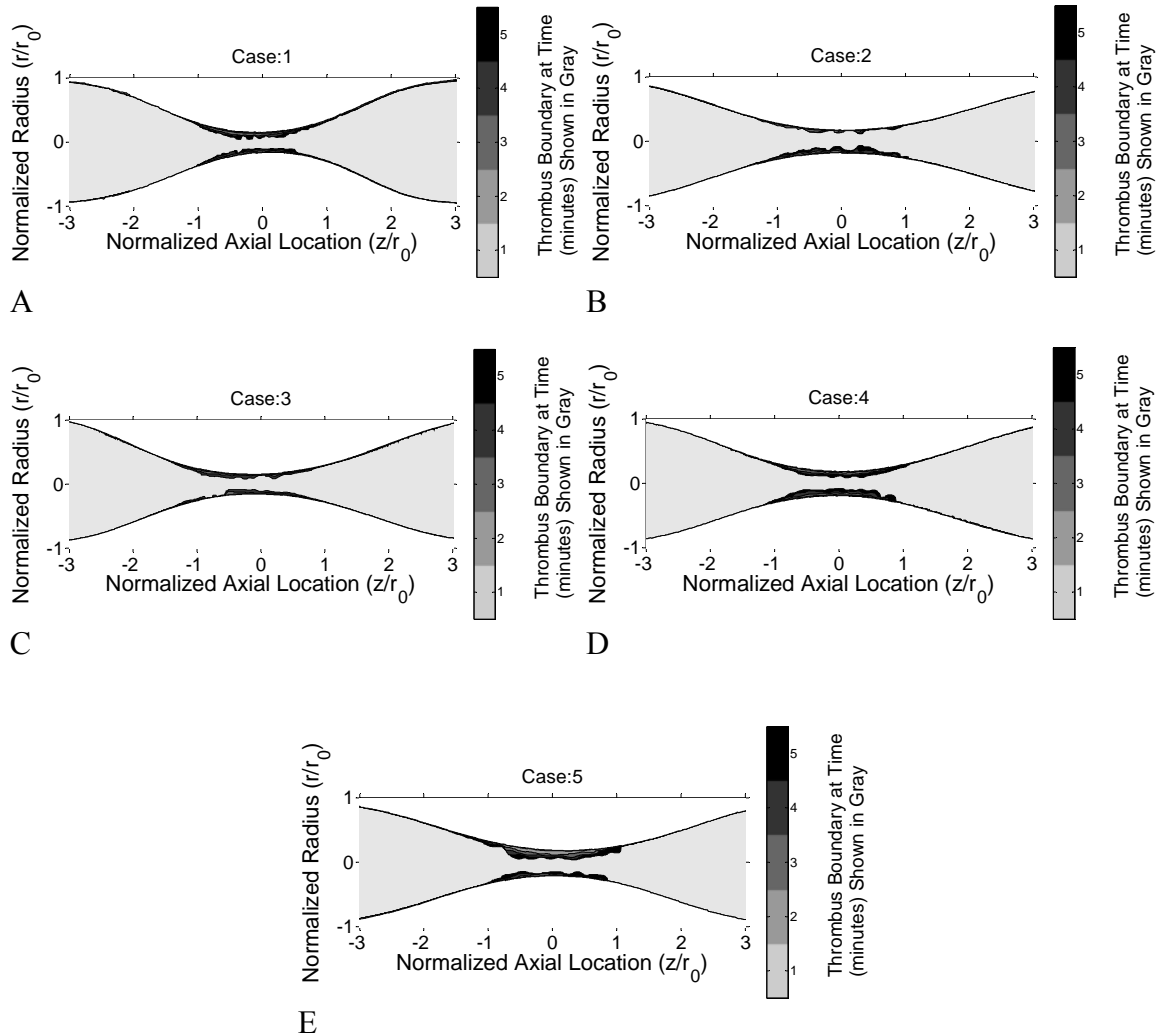 Case:1
Normalized Radius (r/r0)
1
0
-1
-3 -2 -1 0 1 2 3
Normalized Axial Location (z/r0)
5
4
3
2
1
Thrombus Boundary at Time
(minutes) Shown in Gray
A
Case:2
Normalized Radius (r/r0)
1
0
-1
-3 -2 -1 0 1 2 3
Normalized Axial Location (z/r0)
5
4
3
2
1
Thrombus Boundary at Time
(minutes) Shown in Gray
B
Case:3
Normalized Radius (r/r0)
1
0
-1
-3 -2 -1 0 1 2 3
Normalized Axial Location (z/r0)
5
4
3
2
1
Thrombus Boundary at Time
(minutes) Shown in Gray
C
Case:4
Normalized Radius (r/r0)
1
0
-1
-3 -2 -1 0 1 2 3
Normalized Axial Location (z/r0)
5
4
3
2
1
Thrombus Boundary at Time
(minutes) Shown in Gray
D
Case:5
Normalized Radius (r/r0)
1
0
-1
-3 -2 -1 0 1 2 3
Normalized Axial Location (z/r0)
5
4
3
2
1
Thrombus Boundary at Time
(minutes) Shown in Gray
E